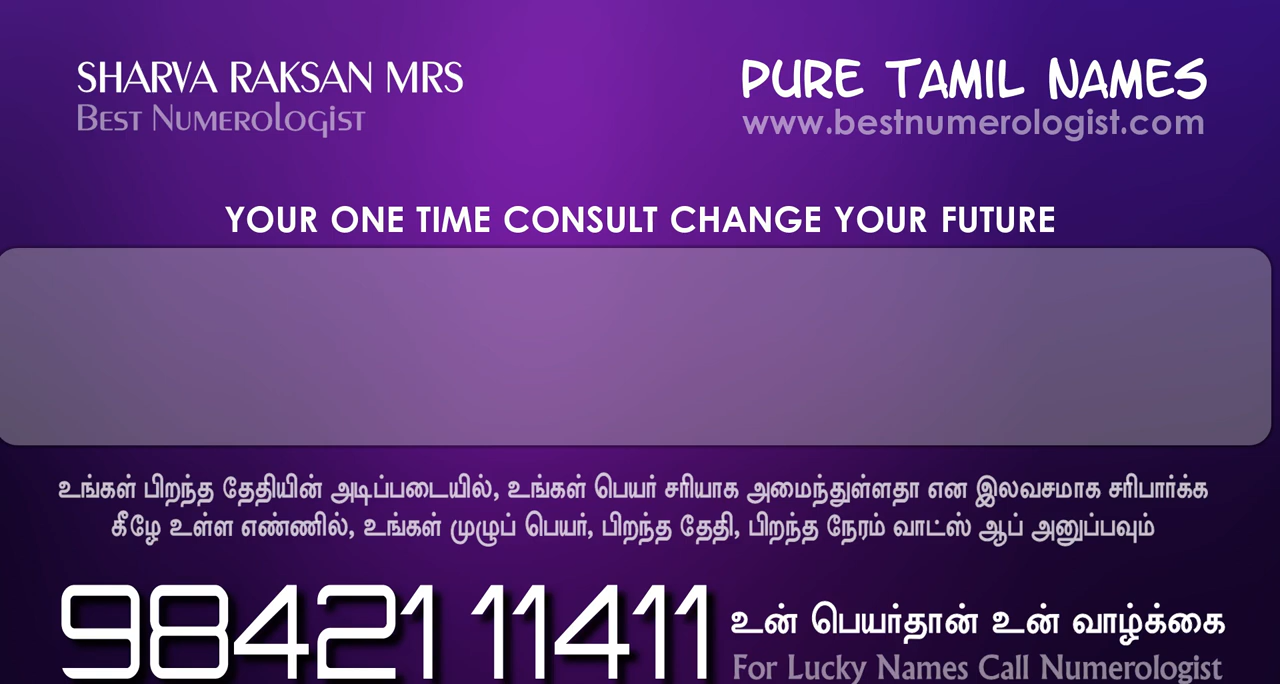 SHARVA RAKSAN MRS
Best Numerologist
PURE TAMIL NAMES
www.bestnumerologist.com
YOUR ONE TIME CONSULT CHANGE YOUR FUTURE
உங்கள் பிறந்த தேதியின் அடிப்படையில், உங்கள் பெயர் சரியாக அமைந்துள்ளதா என இலவசமாக சரிபார்க்க
கீழே உள்ள எண்ணில், உங்கள் முழுப் பெயர், பிறந்த தேதி, பிறந்த நேரம் வாட்ஸ் ஆப் அனுப்பவும்
98421 11411
உன் பெயர்தான் உன் வாழ்க்கை
For Lucky Names Call Numerologist